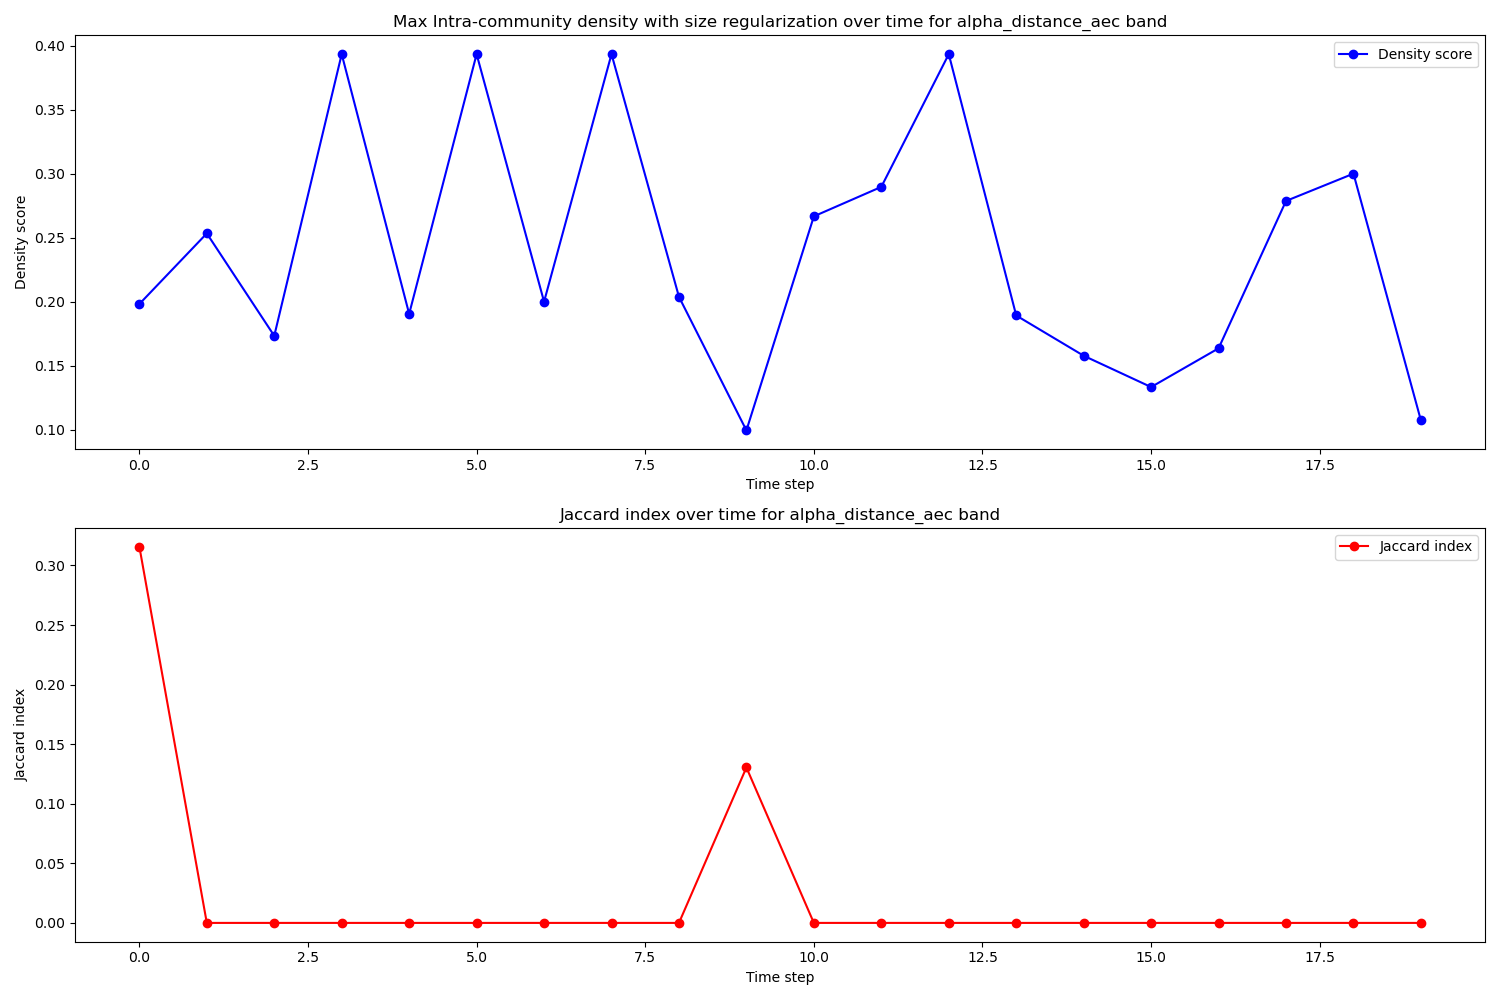 Max Intra-community density with size regularization over time for alpha_distance_aec band
Density score
0.40
0.35
0.30
0.25
0.20
0.15
0.10
Density score
0.0 2.5 5.0 7.5 10.0 12.5 15.0 17.5
Time step
Jaccard index over time for alpha_distance_aec band
Jaccard index
0.30
0.25
0.20
0.15
0.10
0.05
0.00
Jaccard index
0.0 2.5 5.0 7.5 10.0 12.5 15.0 17.5
Time step